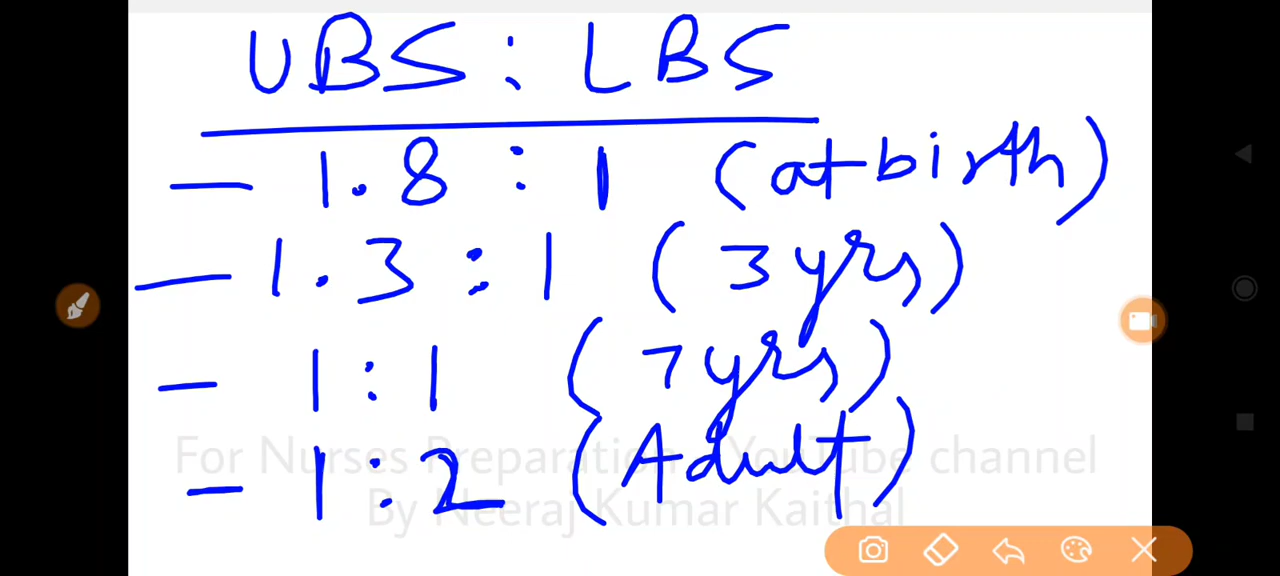 UBS : LBS
- 1.8 : 1 (at birth)
- 1.3 : 1 (3 yrs)
- 1 : 1 (7 yrs)
- 1 : 2 (Adult)
For Nurses Preparation YouTube channel
By Neeraj Kumar Kaithal